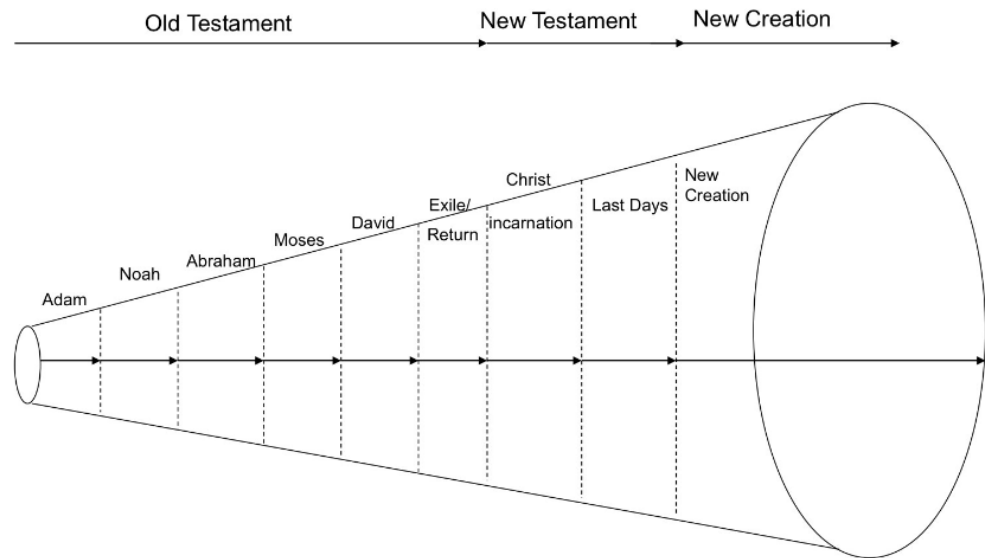 Old Testament
New Testament
New Creation
Adam
Noah
Abraham
Moses
David
Exile/
Return
Christ
incarnation
Last Days
New
Creation